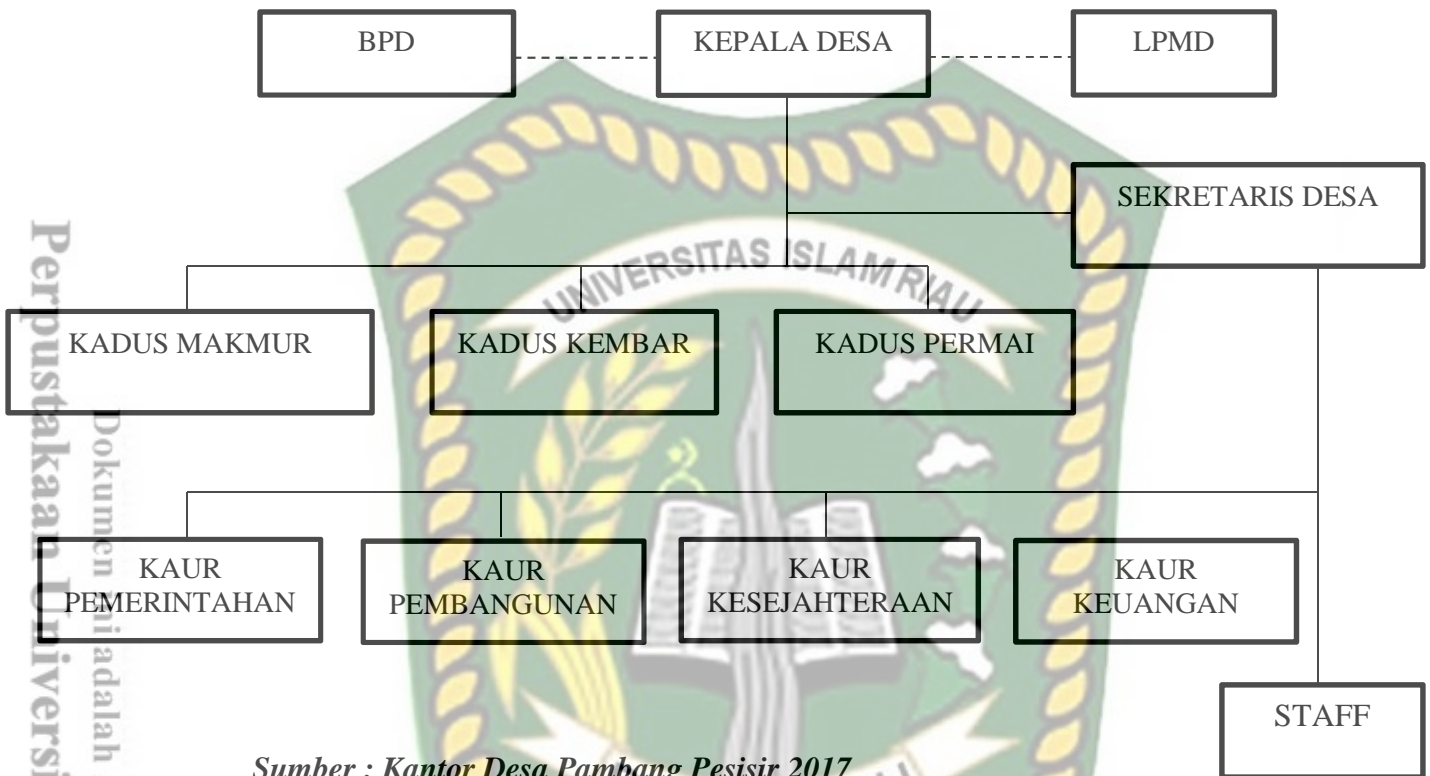 BPD
KEPALA DESA
LPMD
SEKRETARIS DESA
UNIVERSITAS ISLAM RIAU
KADUS MAKMUR
KADUS KEMBAR
KADUS PERMAI
KAUR
PEMERINTAHAN
KAUR
PEMBANGUNAN
KAUR
KESEJAHTERAAN
KAUR
KEUANGAN
STAFF
Sumber : Kantor Desa Pambang Pesisir 2017
Perpustakaan Universi
Dokumen ini adalah